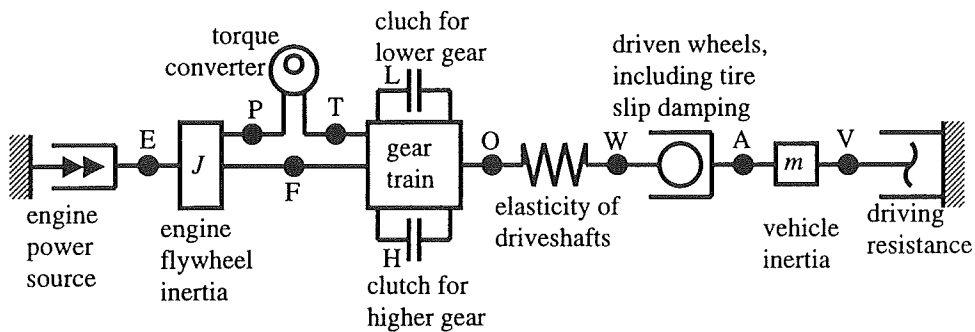 cluch for
lower gear
torque
converter
L
driven wheels,
including tire
slip damping
P
T
E
J
F
gear
train
O
W
A
m
V
engine
power
source
engine
flywheel
inertia
H
clutch for
higher gear
elasticity of
driveshafts
vehicle
inertia
driving
resistance